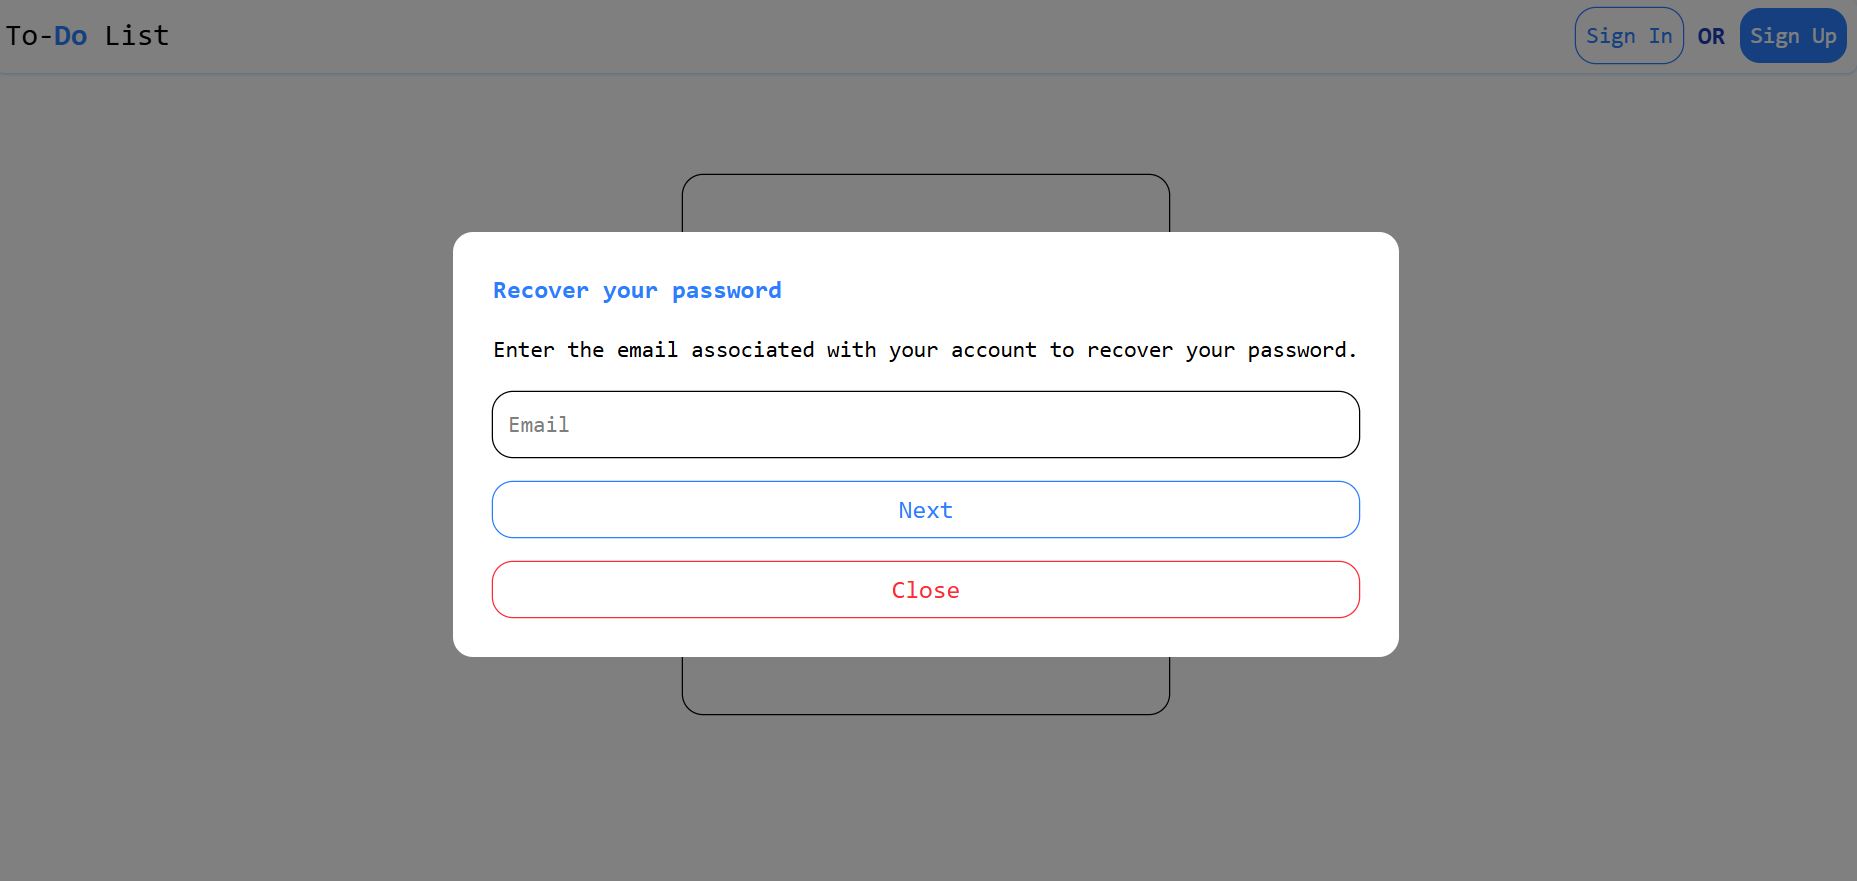 To-Do List
Sign In OR Sign Up
Recover your password
Enter the email associated with your account to recover your password.
Email
Next
Close